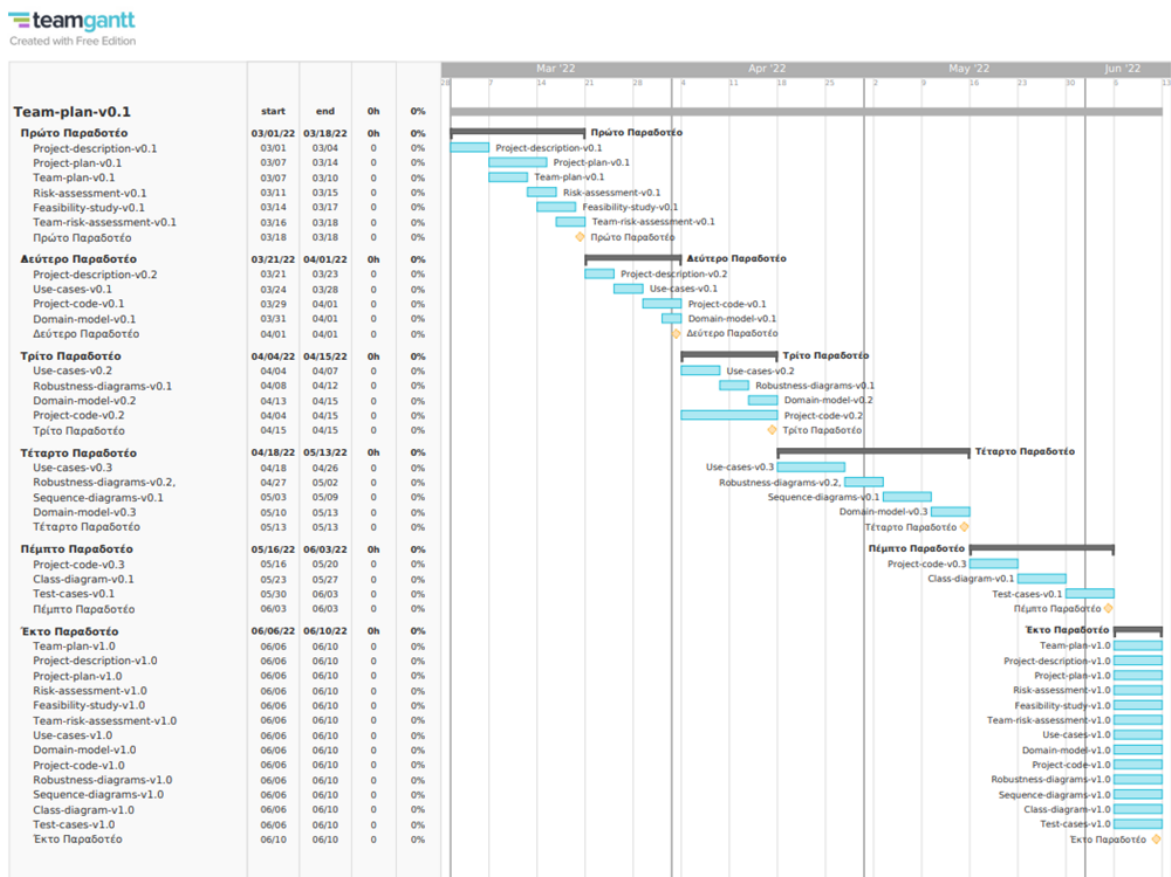 teamgantt
Created with Free Edition
Mar '22 Apr '22 May '22 Jun '22
28 7 14 21 28 4 11 18 25 2 9 16 23 30 6 13
Team-plan-v0.1 start end 0h 0%
Πρώτο Παραδοτέο 03/01/22 03/18/22 0h 0% Πρώτο Παραδοτέο
Project-description-v0.1 03/01 03/04 0 0% Project-description-v0.1
Project-plan-v0.1 03/07 03/14 0 0% Project-plan-v0.1
Team-plan-v0.1 03/07 03/10 0 0% Team-plan-v0.1
Risk-assessment-v0.1 03/11 03/15 0 0% Risk-assessment-v0.1
Feasibility-study-v0.1 03/14 03/17 0 0% Feasibility-study-v0.1
Team-risk-assessment-v0.1 03/16 03/18 0 0% Team-risk-assessment-v0.1
Πρώτο Παραδοτέο 03/18 03/18 0 0% Πρώτο Παραδοτέο
Δεύτερο Παραδοτέο 03/21/22 04/01/22 0h 0% Δεύτερο Παραδοτέο
Project-description-v0.2 03/21 03/23 0 0% Project-description-v0.2
Use-cases-v0.1 03/24 03/28 0 0% Use-cases-v0.1
Project-code-v0.1 03/29 04/01 0 0% Project-code-v0.1
Domain-model-v0.1 03/31 04/01 0 0% Domain-model-v0.1
Δεύτερο Παραδοτέο 04/01 04/01 0 0% Δεύτερο Παραδοτέο
Τρίτο Παραδοτέο 04/04/22 04/15/22 0h 0% Τρίτο Παραδοτέο
Use-cases-v0.2 04/04 04/07 0 0% Use-cases-v0.2
Robustness-diagrams-v0.1 04/08 04/12 0 0% Robustness-diagrams-v0.1
Domain-model-v0.2 04/13 04/15 0 0% Domain-model-v0.2
Project-code-v0.2 04/04 04/15 0 0% Project-code-v0.2
Τρίτο Παραδοτέο 04/15 04/15 0 0% Τρίτο Παραδοτέο
Τέταρτο Παραδοτέο 04/18/22 05/13/22 0h 0% Τέταρτο Παραδοτέο
Use-cases-v0.3 04/18 04/26 0 0% Use-cases-v0.3
Robustness-diagrams-v0.2, 04/27 05/02 0 0% Robustness-diagrams-v0.2,
Sequence-diagrams-v0.1 05/03 05/09 0 0% Sequence-diagrams-v0.1
Domain-model-v0.3 05/10 05/13 0 0% Domain-model-v0.3
Τέταρτο Παραδοτέο 05/13 05/13 0 0% Τέταρτο Παραδοτέο
Πέμπτο Παραδοτέο 05/16/22 06/03/22 0h 0% Πέμπτο Παραδοτέο
Project-code-v0.3 05/16 05/20 0 0% Project-code-v0.3
Class-diagram-v0.1 05/23 05/27 0 0% Class-diagram-v0.1
Test-cases-v0.1 05/30 06/03 0 0% Test-cases-v0.1
Πέμπτο Παραδοτέο 06/03 06/03 0 0% Πέμπτο Παραδοτέο
Έκτο Παραδοτέο 06/06/22 06/10/22 0h 0% Έκτο Παραδοτέο
Team-plan-v1.0 06/06 06/10 0 0% Team-plan-v1.0
Project-description-v1.0 06/06 06/10 0 0% Project-description-v1.0
Project-plan-v1.0 06/06 06/10 0 0% Project-plan-v1.0
Risk-assessment-v1.0 06/06 06/10 0 0% Risk-assessment-v1.0
Feasibility-study-v1.0 06/06 06/10 0 0% Feasibility-study-v1.0
Team-risk-assessment-v1.0 06/06 06/10 0 0% Team-risk-assessment-v1.0
Use-cases-v1.0 06/06 06/10 0 0% Use-cases-v1.0
Domain-model-v1.0 06/06 06/10 0 0% Domain-model-v1.0
Project-code-v1.0 06/06 06/10 0 0% Project-code-v1.0
Robustness-diagrams-v1.0 06/06 06/10 0 0% Robustness-diagrams-v1.0
Sequence-diagrams-v1.0 06/06 06/10 0 0% Sequence-diagrams-v1.0
Class-diagram-v1.0 06/06 06/10 0 0% Class-diagram-v1.0
Test-cases-v1.0 06/06 06/10 0 0% Test-cases-v1.0
Έκτο Παραδοτέο 06/10 06/10 0 0% Έκτο Παραδοτέο